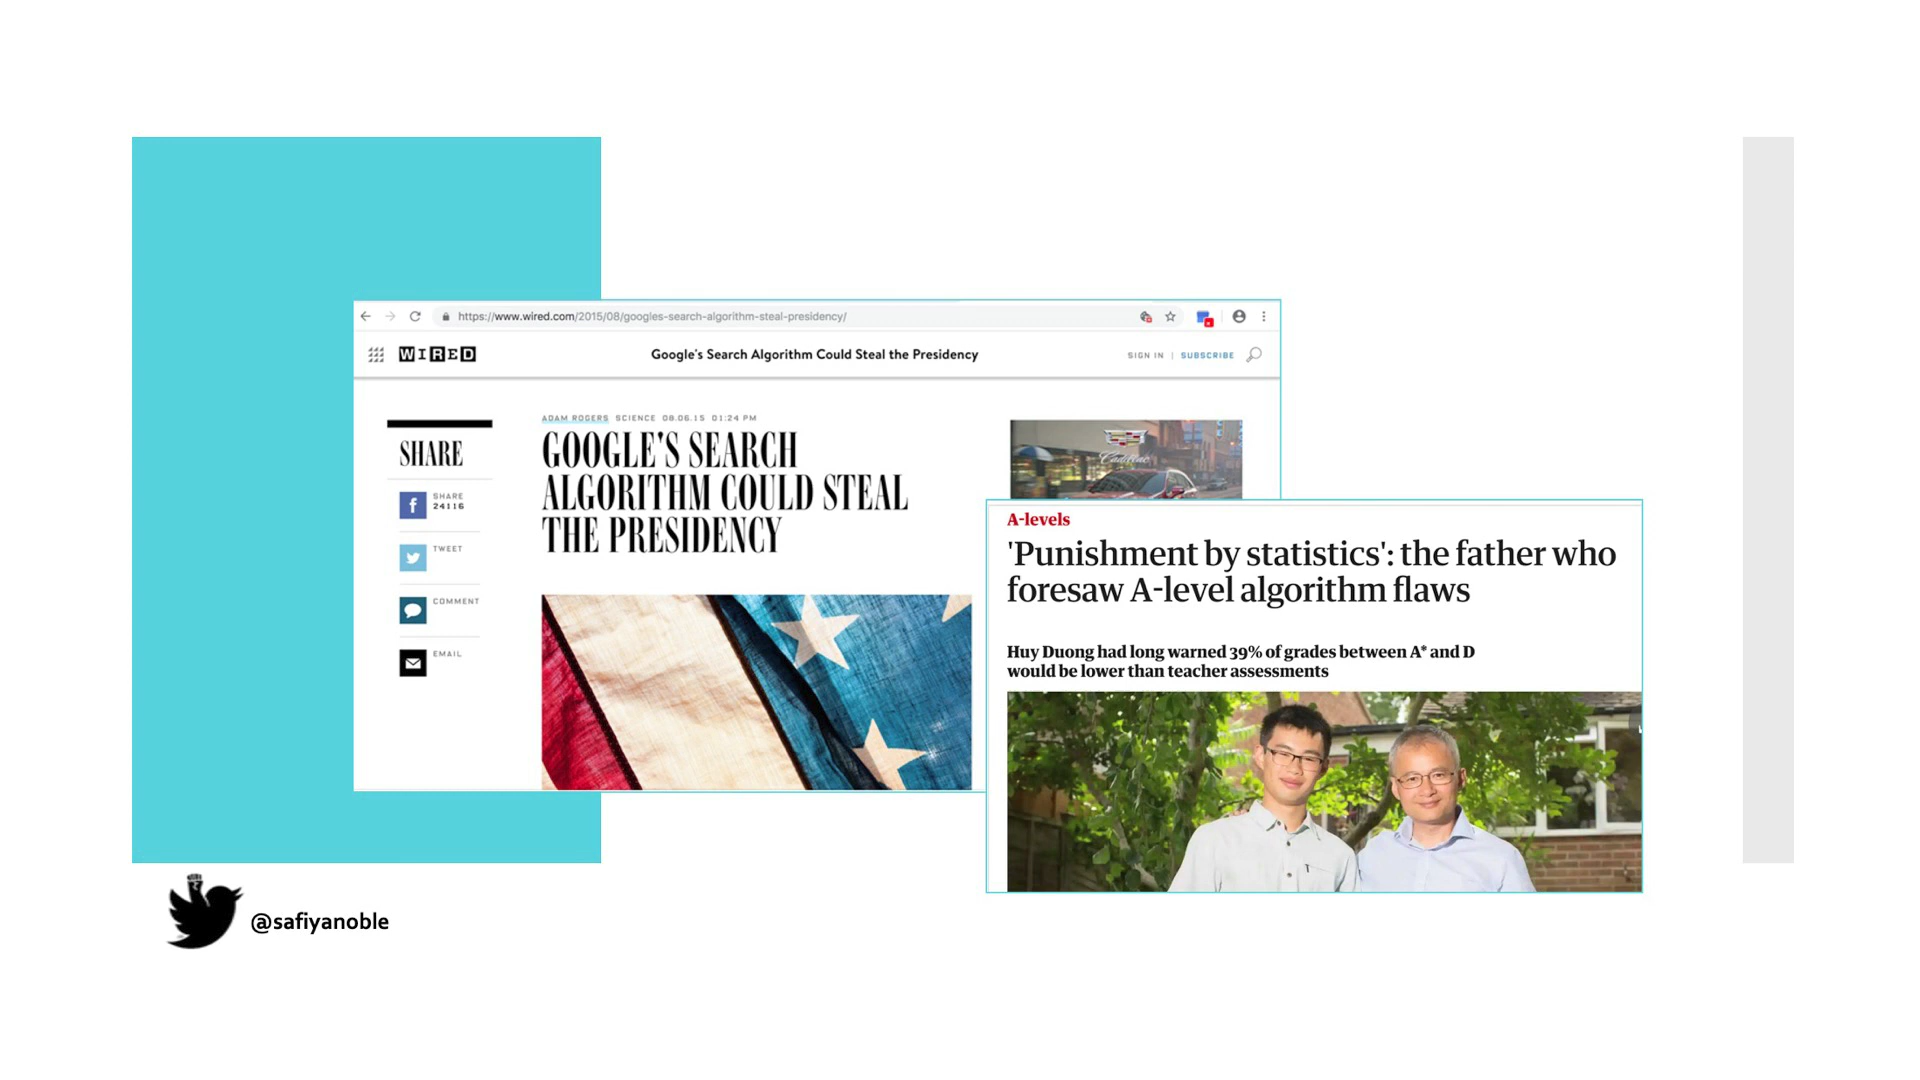 https://www.wired.com/2015/08/googles-search-algorithm-steal-presidency/
WIRED
Google's Search Algorithm Could Steal the Presidency
SIGN IN | SUBSCRIBE
SHARE
SHARE
24116
TWEET
COMMENT
EMAIL
ADAM ROGERS SCIENCE 08.06.15 01:24 PM
GOOGLE'S SEARCH
ALGORITHM COULD STEAL
THE PRESIDENCY
Cadillac
A-levels
'Punishment by statistics': the father who
foresaw A-level algorithm flaws
Huy Duong had long warned 39% of grades between A* and D
would be lower than teacher assessments
@safiyanoble